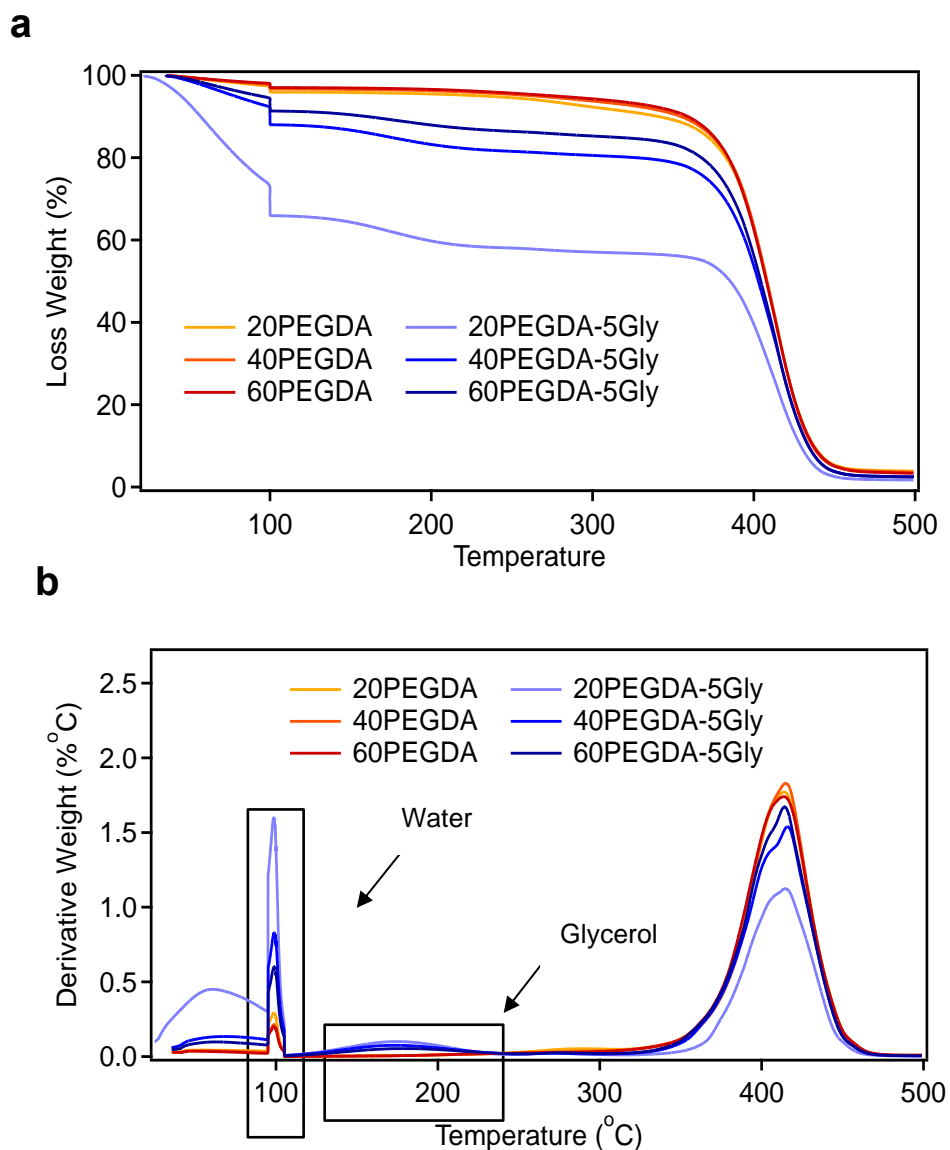 a
100
80
60
40
20
0
Loss Weight (%)
20PEGDA 20PEGDA-5Gly
40PEGDA 40PEGDA-5Gly
60PEGDA 60PEGDA-5Gly
100 200 300 400 500
Temperature
b
2.5
2.0
1.5
1.0
0.5
0.0
Derivative Weight (%°C)
20PEGDA 20PEGDA-5Gly
40PEGDA 40PEGDA-5Gly
60PEGDA 60PEGDA-5Gly
Water
Glycerol
100 200 300 400 500
Temperature (°C)